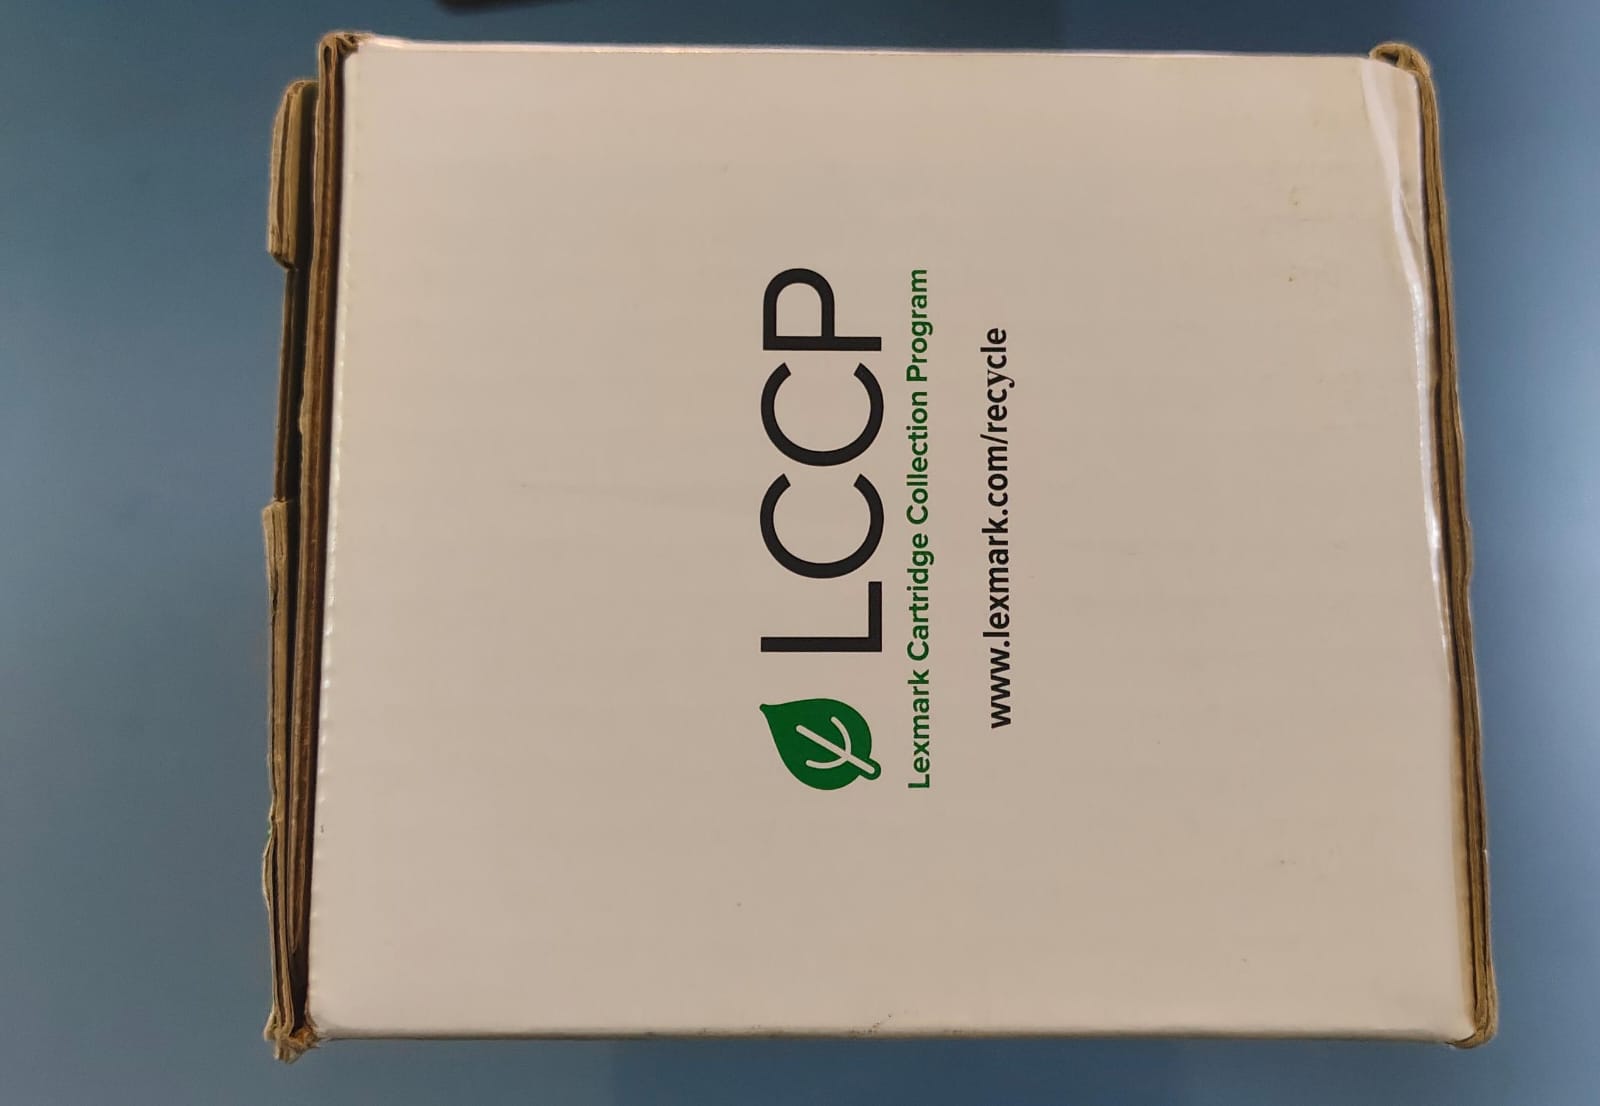 LCCP
Lexmark Cartridge Collection Program
www.lexmark.com/recycle